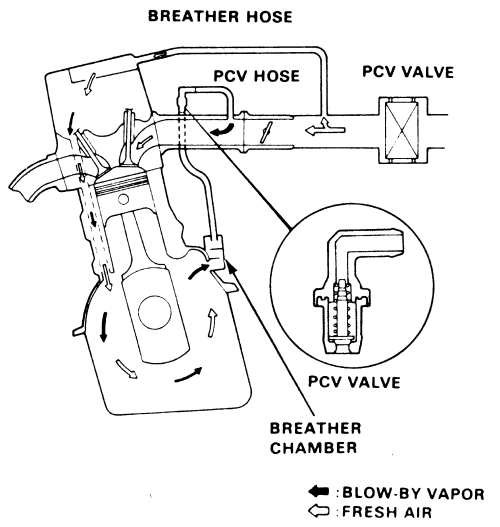 BREATHER HOSE
PCV HOSE
PCV VALVE
PCV VALVE
BREATHER
CHAMBER
:BLOW-BY VAPOR
:FRESH AIR